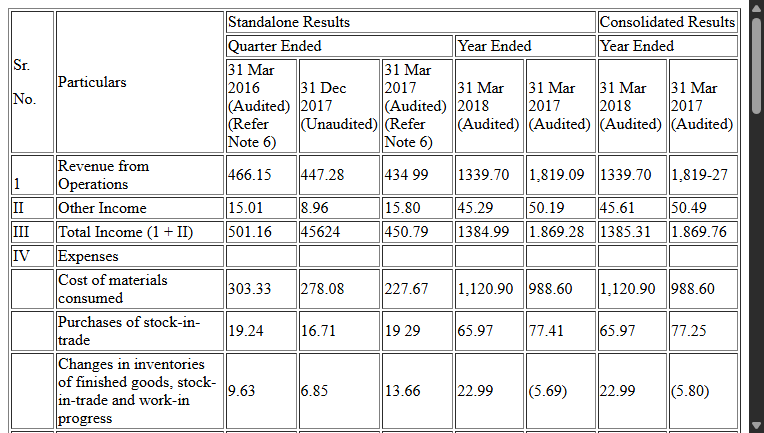 Sr. No. Particulars Standalone Results Consolidated Results
Quarter Ended Year Ended Year Ended
31 Mar 2016 (Audited) (Refer Note 6) 31 Dec 2017 (Unaudited) 31 Mar 2017 (Audited) (Refer Note 6) 31 Mar 2018 (Audited) 31 Mar 2017 (Audited) 31 Mar 2018 (Audited) 31 Mar 2017 (Audited)
1 Revenue from Operations 466.15 447.28 434 99 1339.70 1,819.09 1339.70 1,819-27
II Other Income 15.01 8.96 15.80 45.29 50.19 45.61 50.49
III Total Income (1 + II) 501.16 45624 450.79 1384.99 1.869.28 1385.31 1.869.76
IV Expenses
Cost of materials consumed 303.33 278.08 227.67 1,120.90 988.60 1,120.90 988.60
Purchases of stock-in-trade 19.24 16.71 19 29 65.97 77.41 65.97 77.25
Changes in inventories of finished goods, stock-in-trade and work-in progress 9.63 6.85 13.66 22.99 (5.69) 22.99 (5.80)